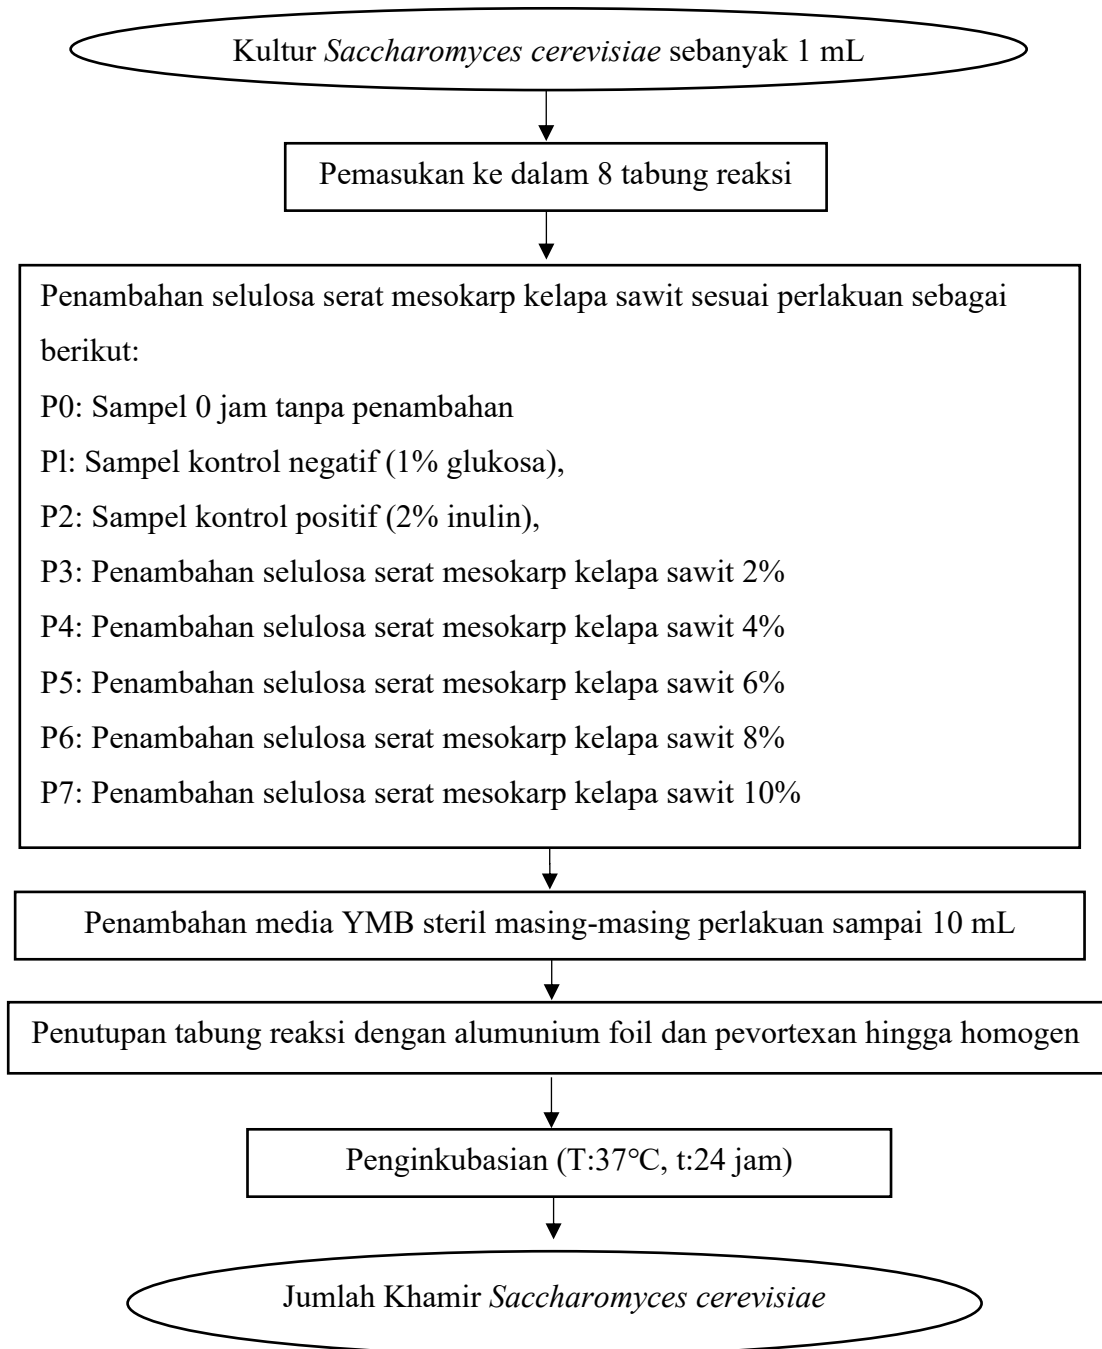 Kultur Saccharomyces cerevisiae sebanyak 1 mL
Pemasukan ke dalam 8 tabung reaksi
Penambahan selulosa serat mesokarp kelapa sawit sesuai perlakuan sebagai
berikut:
P0: Sampel 0 jam tanpa penambahan
Pl: Sampel kontrol negatif (1% glukosa),
P2: Sampel kontrol positif (2% inulin),
P3: Penambahan selulosa serat mesokarp kelapa sawit 2%
P4: Penambahan selulosa serat mesokarp kelapa sawit 4%
P5: Penambahan selulosa serat mesokarp kelapa sawit 6%
P6: Penambahan selulosa serat mesokarp kelapa sawit 8%
P7: Penambahan selulosa serat mesokarp kelapa sawit 10%
Penambahan media YMB steril masing-masing perlakuan sampai 10 mL
Penutupan tabung reaksi dengan alumunium foil dan pevortexan hingga homogen
Penginkubasian (T:37°C, t:24 jam)
Jumlah Khamir Saccharomyces cerevisiae